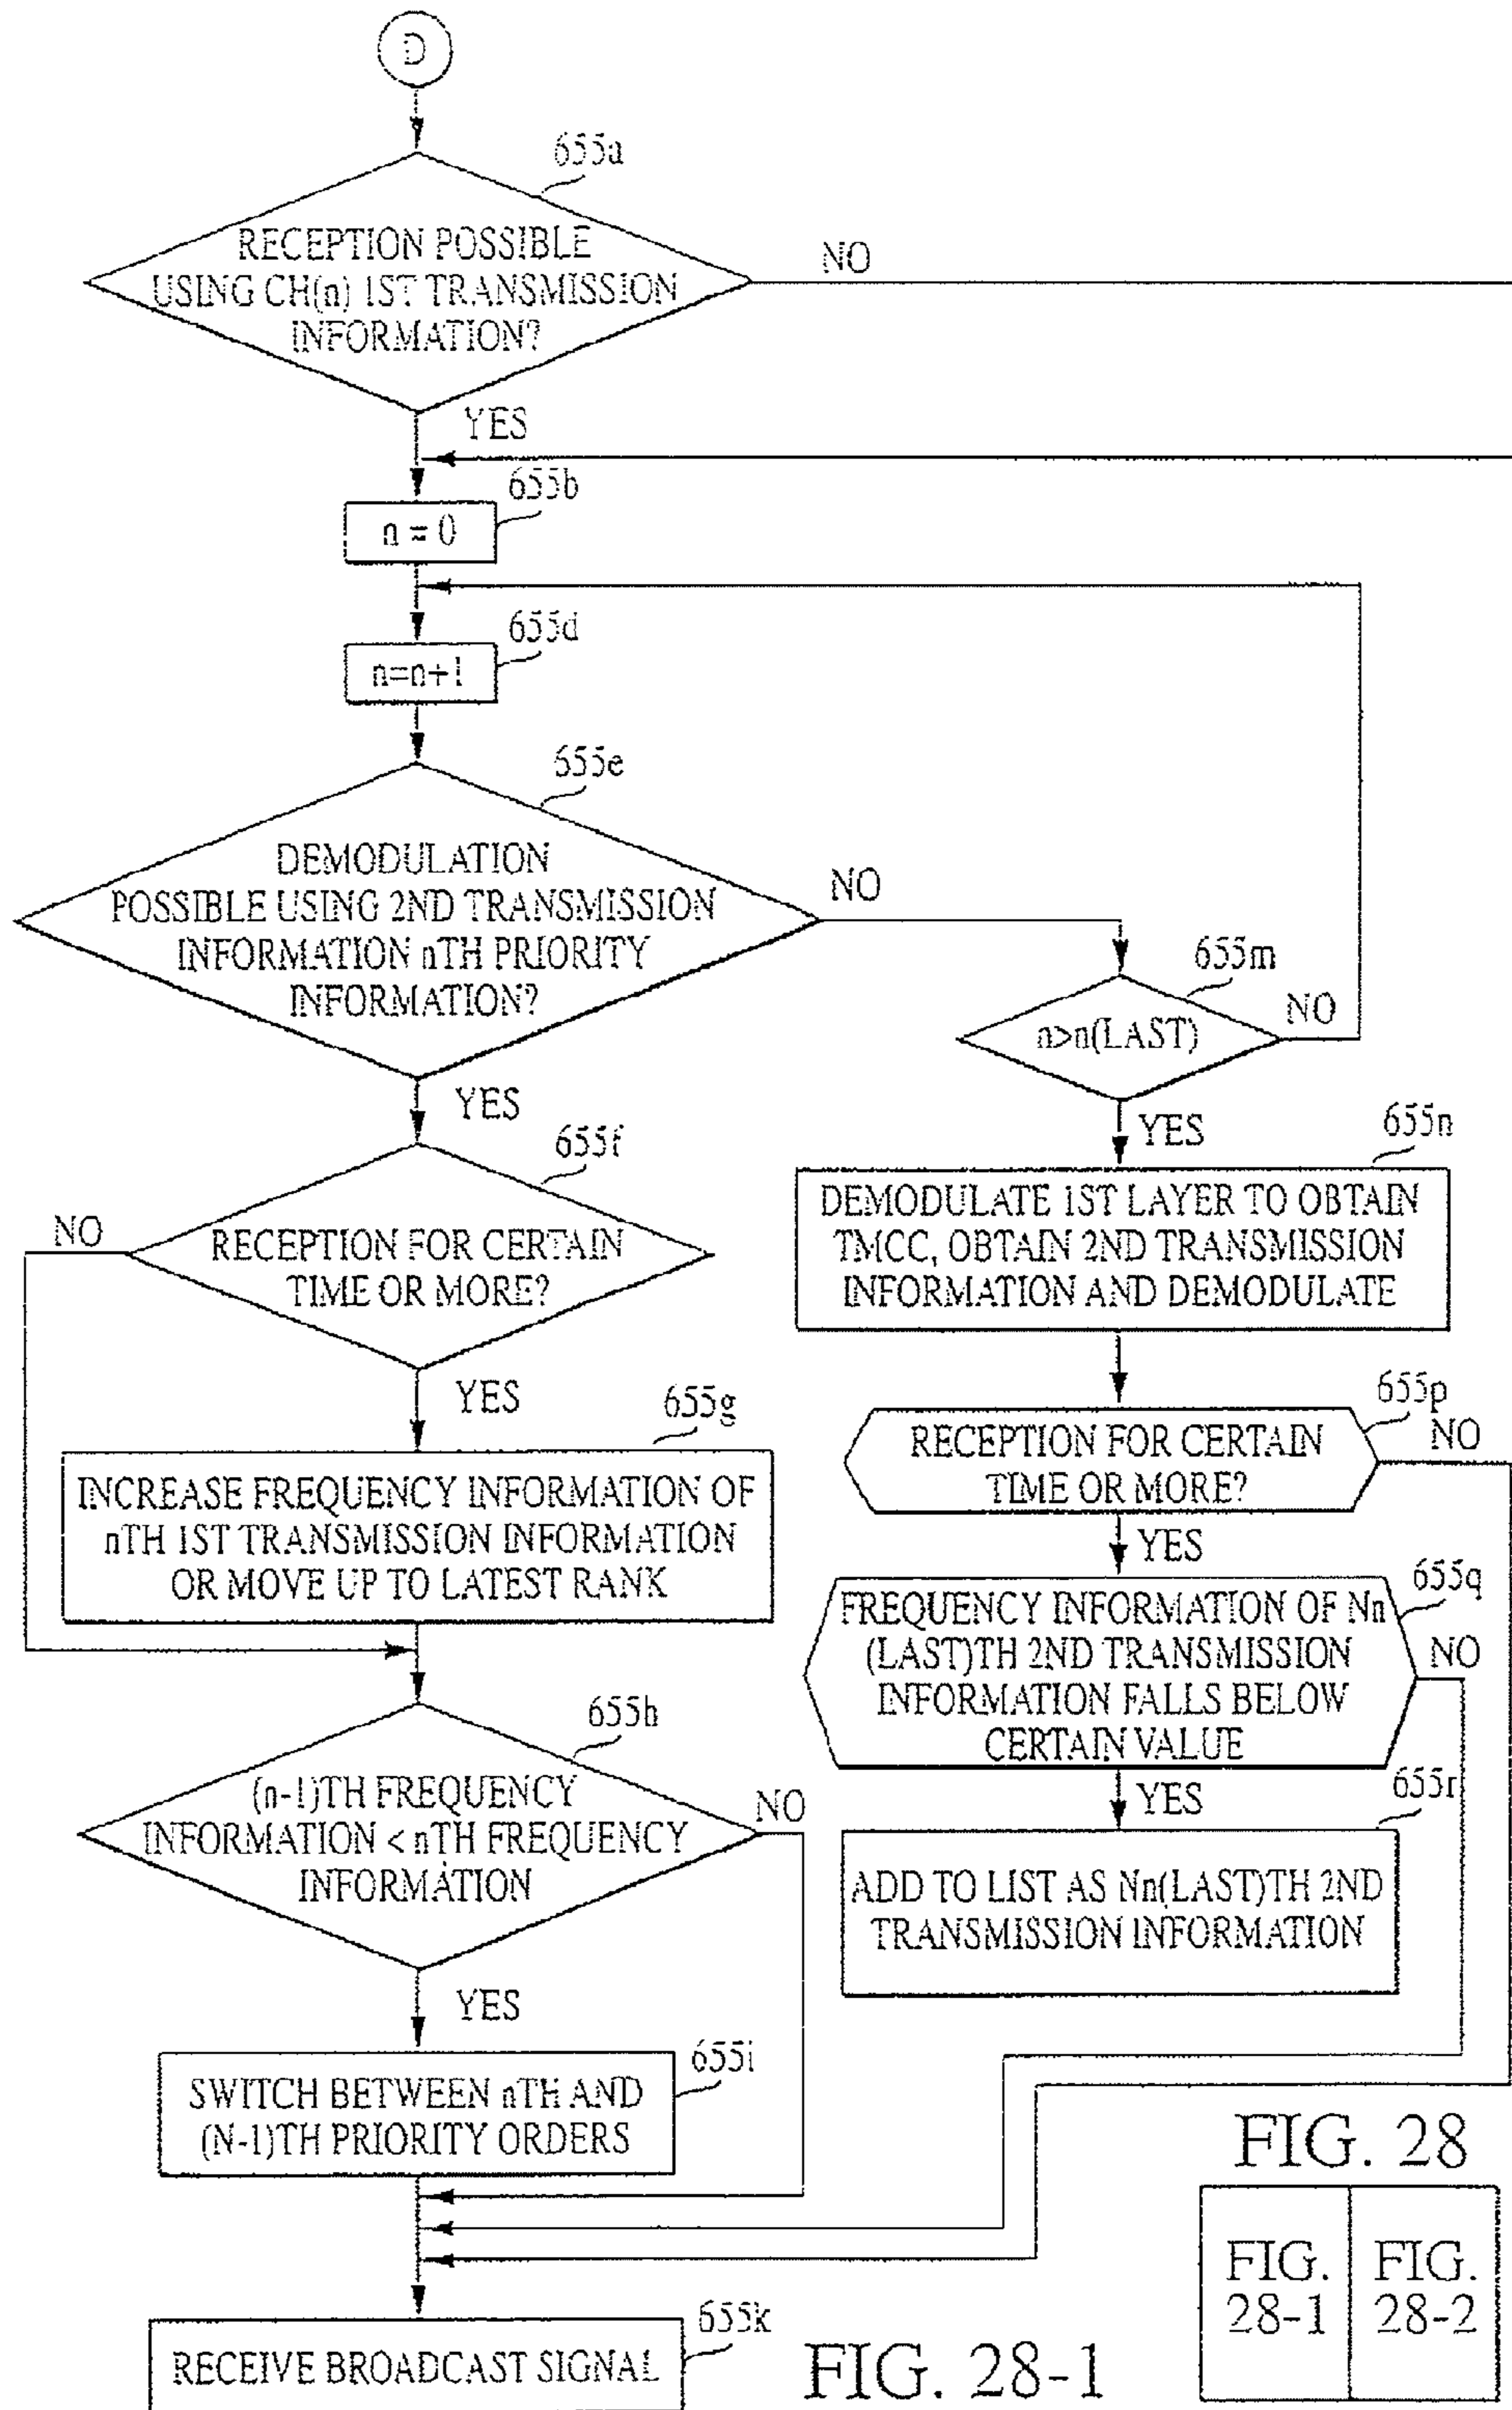 D
655a
RECEPTION POSSIBLE
USING CH(n) 1ST TRANSMISSION
INFORMATION?
NO
YES
655b
n = 0
655d
n=n+1
655e
DEMODULATION
POSSIBLE USING 2ND TRANSMISSION
INFORMATION nTH PRIORITY
INFORMATION?
NO
655m
n>n(LAST)
NO
YES
YES
655f
RECEPTION FOR CERTAIN
TIME OR MORE?
NO
YES
655n
DEMODULATE 1ST LAYER TO OBTAIN
TMCC, OBTAIN 2ND TRANSMISSION
INFORMATION AND DEMODULATE
655g
INCREASE FREQUENCY INFORMATION OF
nTH 1ST TRANSMISSION INFORMATION
OR MOVE UP TO LATEST RANK
655p
RECEPTION FOR CERTAIN
TIME OR MORE?
NO
YES
655q
FREQUENCY INFORMATION OF Nn
(LAST)TH 2ND TRANSMISSION
INFORMATION FALLS BELOW
CERTAIN VALUE
NO
YES
655h
(n-1)TH FREQUENCY
INFORMATION < nTH FREQUENCY
INFORMATION
NO
YES
655r
ADD TO LIST AS Nn(LAST)TH 2ND
TRANSMISSION INFORMATION
655i
SWITCH BETWEEN nTH AND
(N-1)TH PRIORITY ORDERS
655k
RECEIVE BROADCAST SIGNAL
FIG. 28-1
FIG. 28
FIG.
28-1
FIG.
28-2